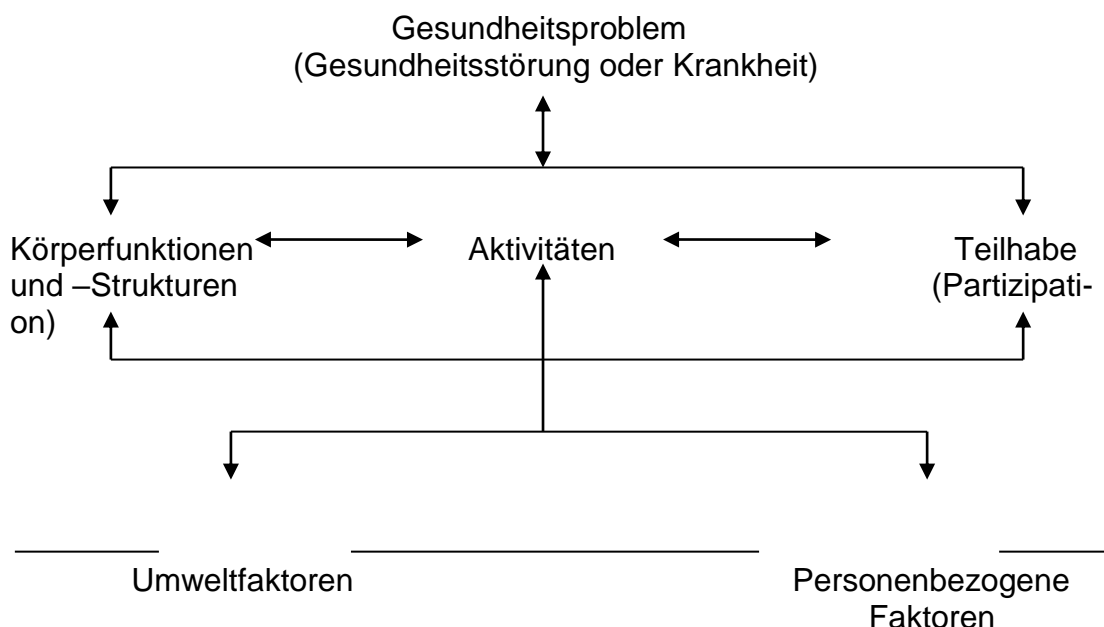 Gesundheitsproblem
(Gesundheitsstörung oder Krankheit)
Körperfunktionen
und –Strukturen
Aktivitäten
Teilhabe
(Partizipati-
on)
Umweltfaktoren
Personenbezogene
Faktoren